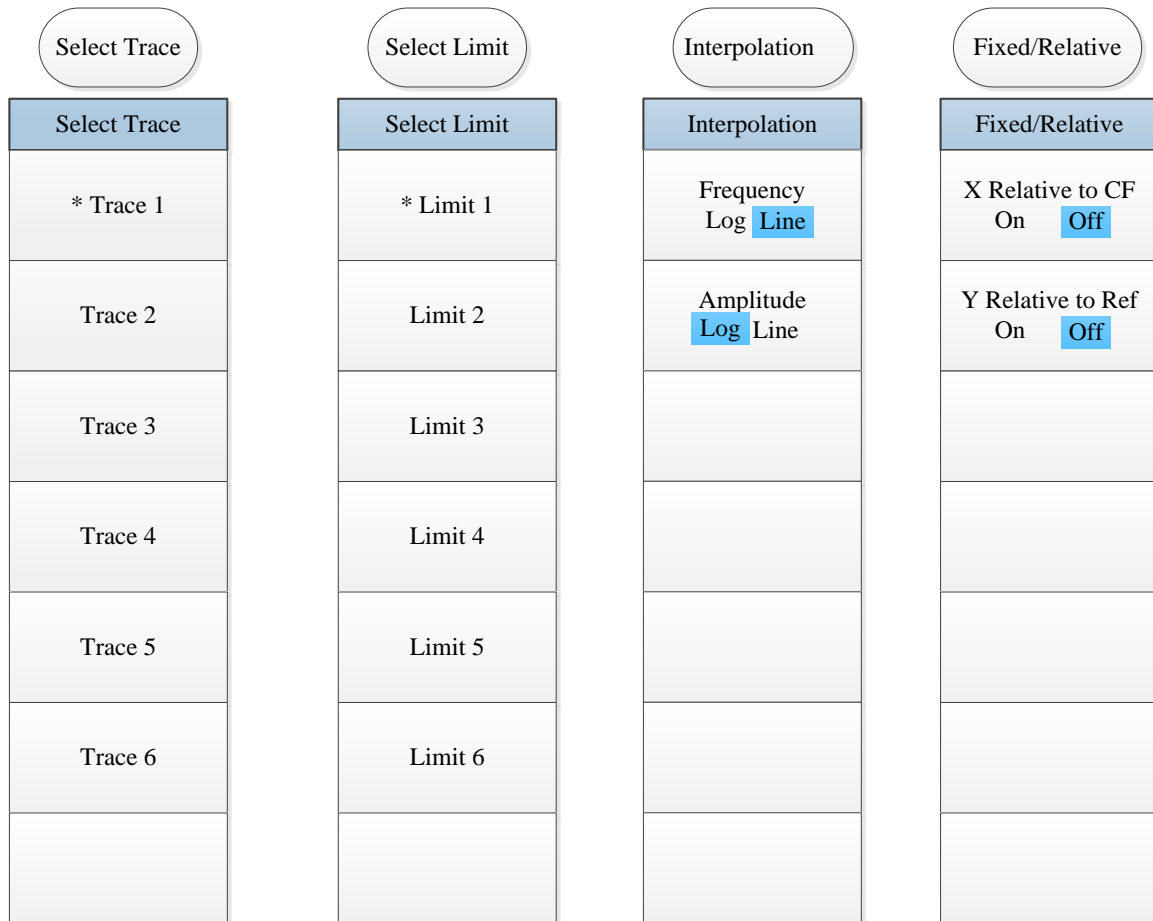 Select Trace
Select Trace
* Trace 1
Trace 2
Trace 3
Trace 4
Trace 5
Trace 6
Select Limit
Select Limit
* Limit 1
Limit 2
Limit 3
Limit 4
Limit 5
Limit 6
Interpolation
Interpolation
Frequency
Log Line
Amplitude
Log Line
Fixed/Relative
Fixed/Relative
X Relative to CF
On Off
Y Relative to Ref
On Off